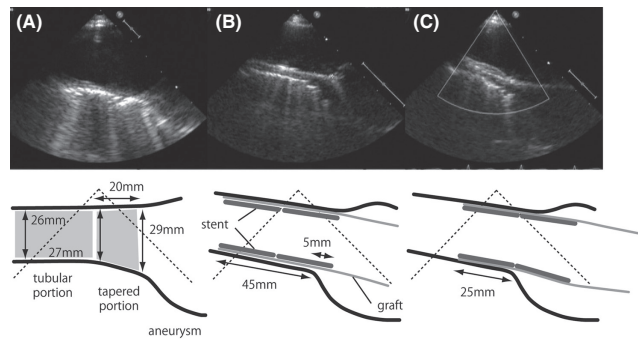 (A)
(B)
(C)
20mm
26mm
27mm
29mm
tubular
portion
tapered
portion
aneurysm
stent
5mm
45mm
graft
25mm